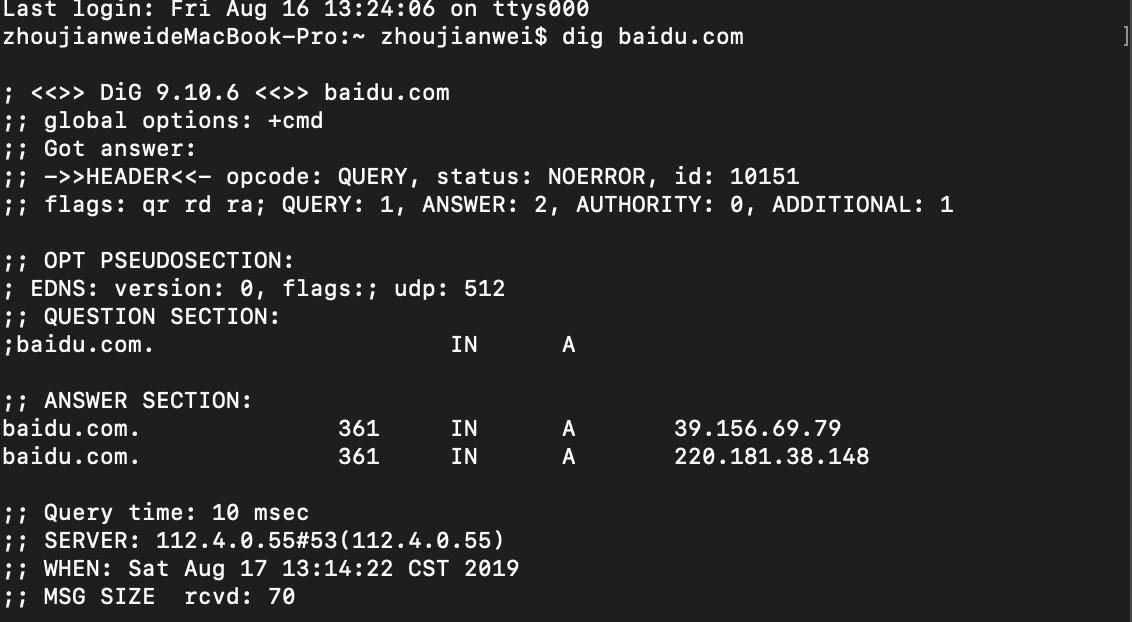 Last login: Fri Aug 16 13:24:06 on ttys000
zhoujianweideMacBook-Pro:~ zhoujianwei$ dig baidu.com ]
; <<>> DiG 9.10.6 <<>> baidu.com
;; global options: +cmd
;; Got answer:
;; ->>HEADER<<- opcode: QUERY, status: NOERROR, id: 10151
;; flags: qr rd ra; QUERY: 1, ANSWER: 2, AUTHORITY: 0, ADDITIONAL: 1
;; OPT PSEUDOSECTION:
; EDNS: version: 0, flags:; udp: 512
;; QUESTION SECTION:
;baidu.com. IN A
;; ANSWER SECTION:
baidu.com. 361 IN A 39.156.69.79
baidu.com. 361 IN A 220.181.38.148
;; Query time: 10 msec
;; SERVER: 112.4.0.55#53(112.4.0.55)
;; WHEN: Sat Aug 17 13:14:22 CST 2019
;; MSG SIZE  rcvd: 70